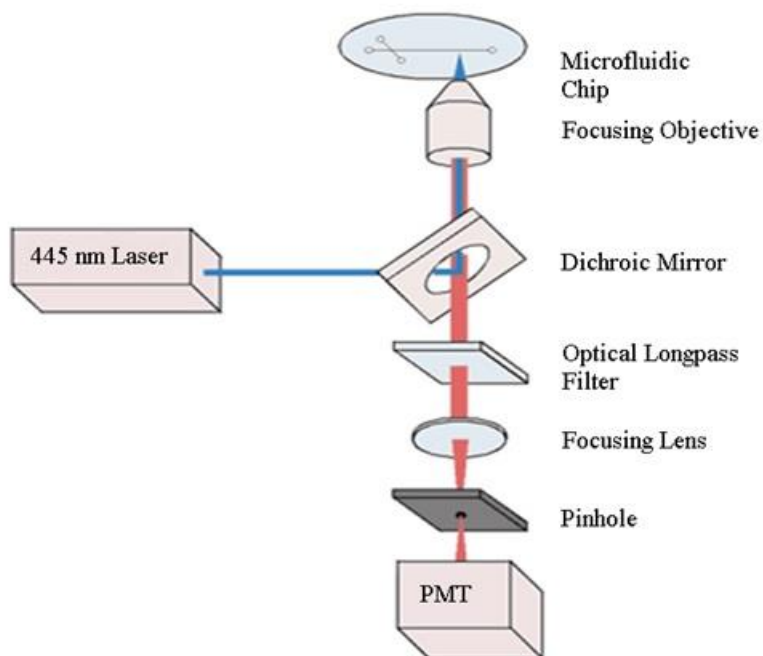 Microfluidic
Chip
Focusing Objective
445 nm Laser
Dichroic Mirror
Optical Longpass
Filter
Focusing Lens
Pinhole
PMT